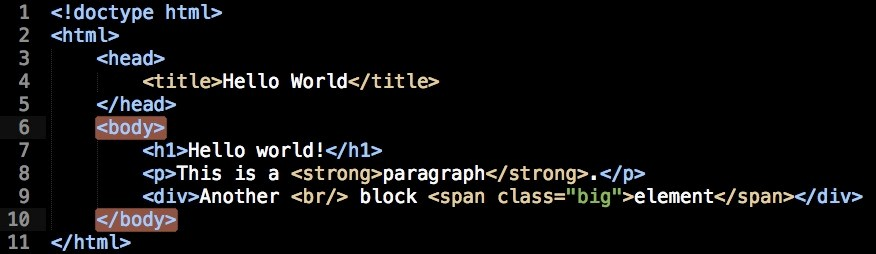 1 <!doctype html>
2 <html>
3     <head>
4         <title>Hello World</title>
5     </head>
6     <body>
7         <h1>Hello world!</h1>
8         <p>This is a <strong>paragraph</strong>.</p>
9         <div>Another <br/> block <span class="big">element</span></div>
10     </body>
11 </html>